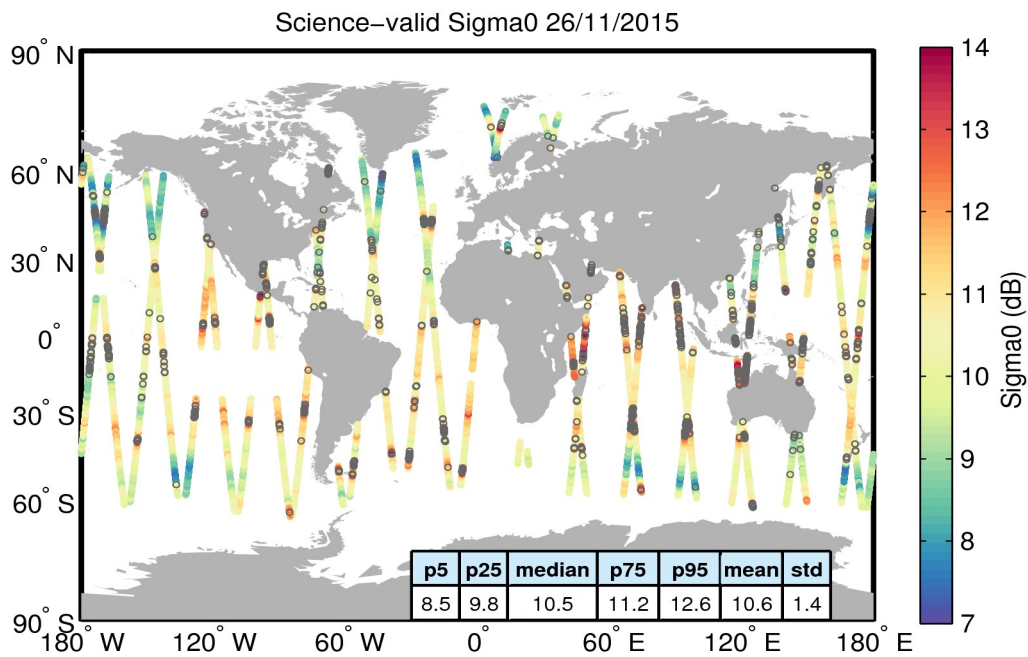 Science−valid Sigma0 26/11/2015
90° N
60° N
30° N
0°
30° S
60° S
90° S
180° W
120° W
60° W
0°
60° E
120° E
180° E
p5 p25 median p75 p95 mean std
8.5 9.8 10.5 11.2 12.6 10.6 1.4
14
13
12
11
10
9
8
7
Sigma0 (dB)